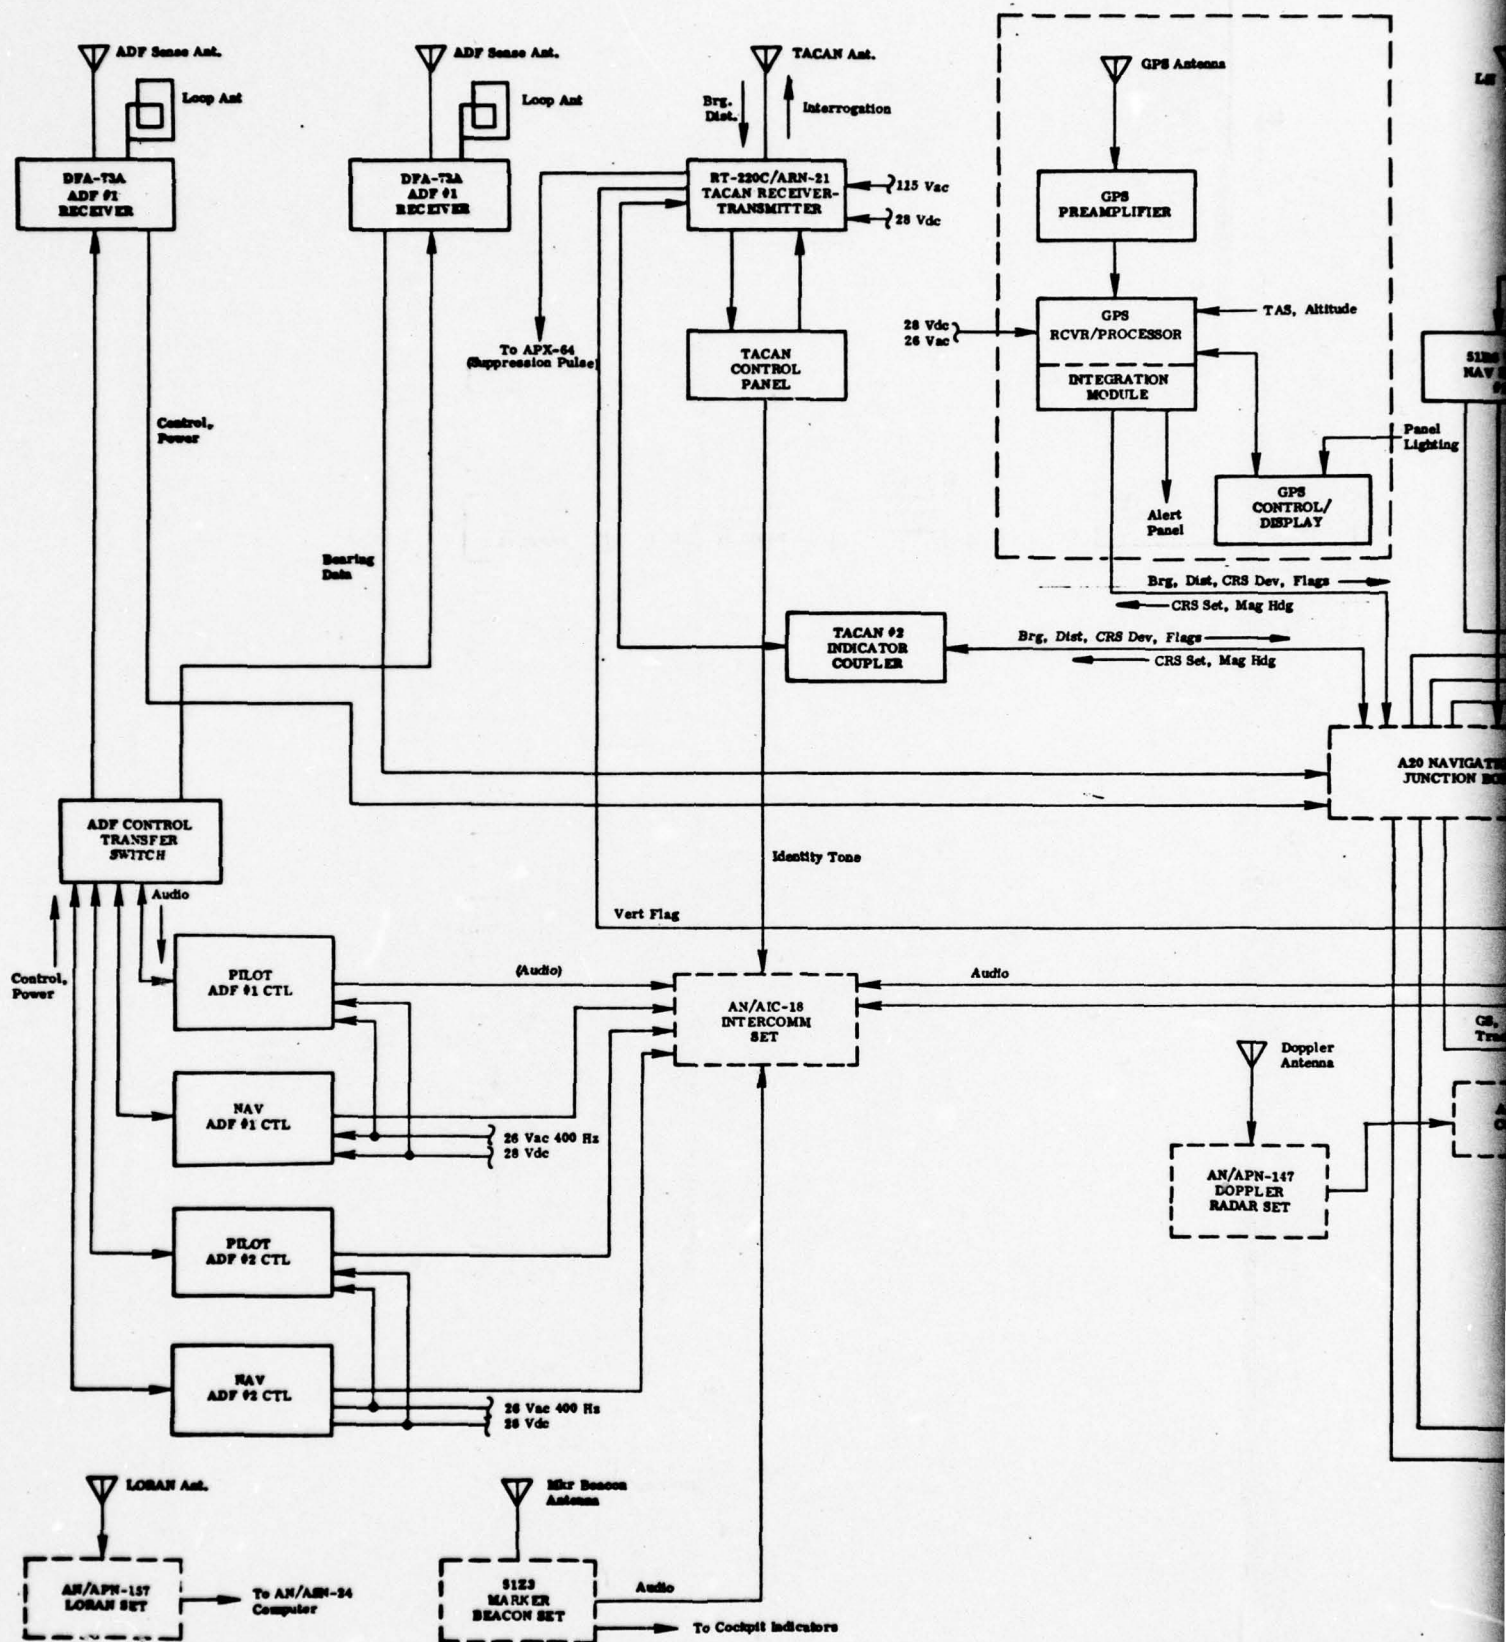 ADF Sense Ant.
Loop Ant
DFA-73A
ADF #1
RECEIVER
ADF Sense Ant.
Loop Ant
DFA-73A
ADF #1
RECEIVER
TACAN Ant.
Brg.
Dist.
Interrogation
RT-220C/ARN-21
TACAN RECEIVER-
TRANSMITTER
115 Vac
28 Vdc
To APX-64
(Suppression Pulse)
TACAN
CONTROL
PANEL
GPS Antenna
GPS
PREAMPLIFIER
GPS
RCVR/PROCESSOR
INTEGRATION
MODULE
28 Vdc
26 Vac
TAS, Altitude
Panel
Lighting
Alert
Panel
GPS
CONTROL/
DISPLAY
NAV
Control,
Power
Bearing
Data
Brg, Dist, CRS Dev, Flags
CRS Set, Mag Hdg
TACAN #2
INDICATOR
COUPLER
Brg, Dist, CRS Dev, Flags
CRS Set, Mag Hdg
A20 NAVIGAT
JUNCTION BO
ADF CONTROL
TRANSFER
SWITCH
Audio
Control,
Power
Identity Tone
Vert Flag
PILOT
ADF #1 CTL
(Audio)
AN/AIC-18
INTERCOMM
SET
Audio
GS,
Doppler
Antenna
NAV
ADF #1 CTL
26 Vac 400 Hz
28 Vdc
AN/APN-147
DOPPLER
RADAR SET
PILOT
ADF #2 CTL
NAV
ADF #2 CTL
26 Vac 400 Hz
28 Vdc
LORAN Ant.
AN/APN-157
LORAN SET
To AN/ASN-24
Computer
Mkr Beacon
Antenna
51Z3
MARKER
BEACON SET
Audio
To Cockpit Indicators